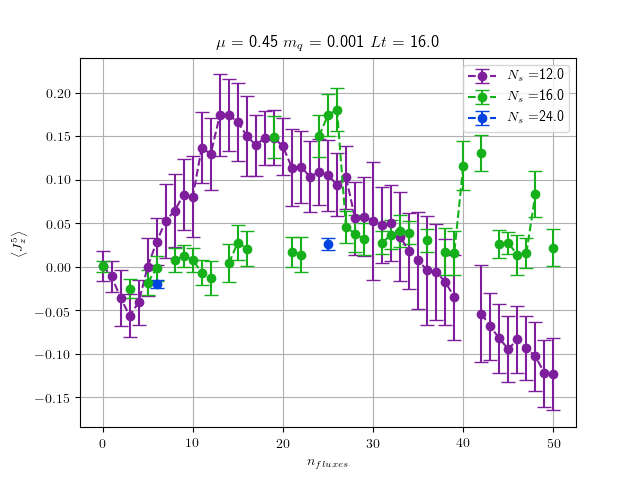 μ = 0.45 m_q = 0.001 Lt = 16.0
N_s =12.0
N_s =16.0
N_s =24.0
⟨J_z^5⟩
0.20
0.15
0.10
0.05
0.00
−0.05
−0.10
−0.15
0 10 20 30 40 50
n_{fluxes}